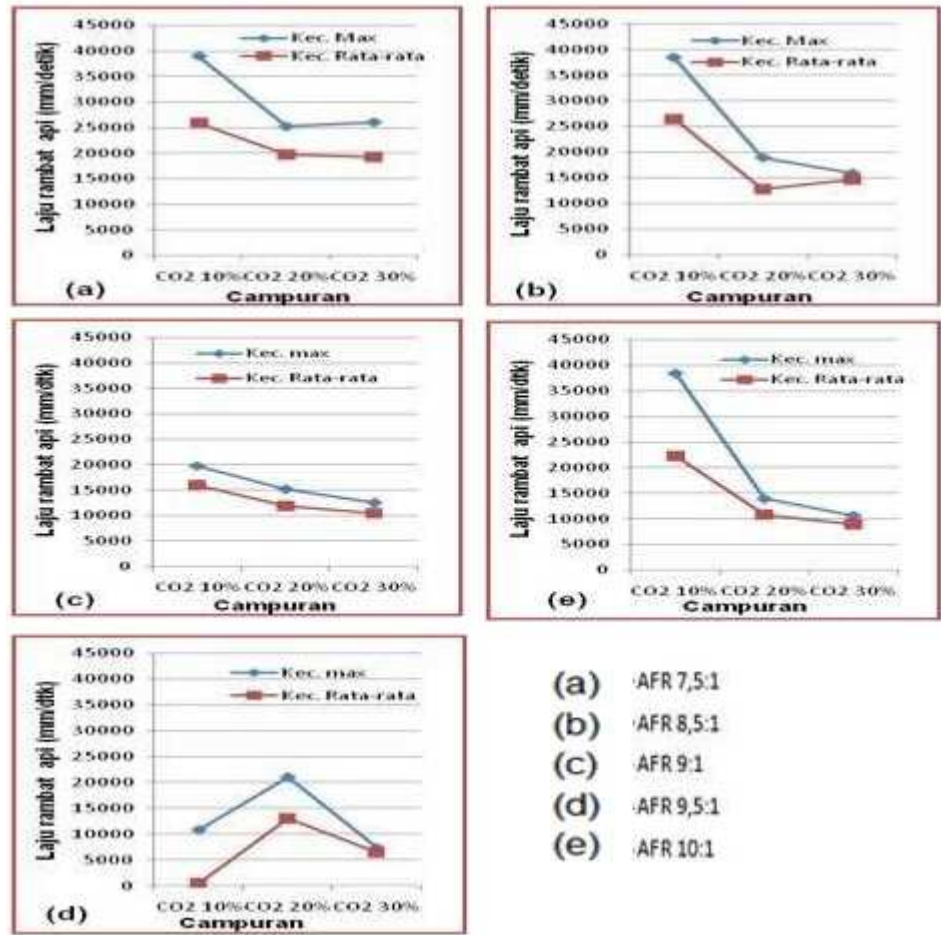 45000
40000
35000
30000
25000
20000
15000
10000
5000
0
Laju rambat api (mm/detik)
Kec. Max
Kec. Rata-rata
CO2 10% CO2 20% CO2 30%
Campuran
(a)
45000
40000
35000
30000
25000
20000
15000
10000
5000
0
Laju rambat api (mm/detik)
Kec. Max
Kec. Rata-rata
CO2 10% CO2 20% CO2 30%
Campuran
(b)
45000
40000
35000
30000
25000
20000
15000
10000
5000
0
Laju rambat api (mm/dtk)
Kec. max
Kec. Rata-rata
CO2 10% CO2 20% CO2 30%
Campuran
(c)
45000
40000
35000
30000
25000
20000
15000
10000
5000
0
Laju rambat api (mm/dtk)
Kec. max
Kec. Rata-rata
CO2 10% CO2 20% CO2 30%
Campuran
(e)
45000
40000
35000
30000
25000
20000
15000
10000
5000
0
Laju rambat api (mm/dtk)
Kec. max
Kec. Rata-rata
CO2 10% CO2 20% CO2 30%
Campuran
(d)
(a) AFR 7,5:1
(b) AFR 8,5:1
(c) AFR 9:1
(d) AFR 9,5:1
(e) AFR 10:1